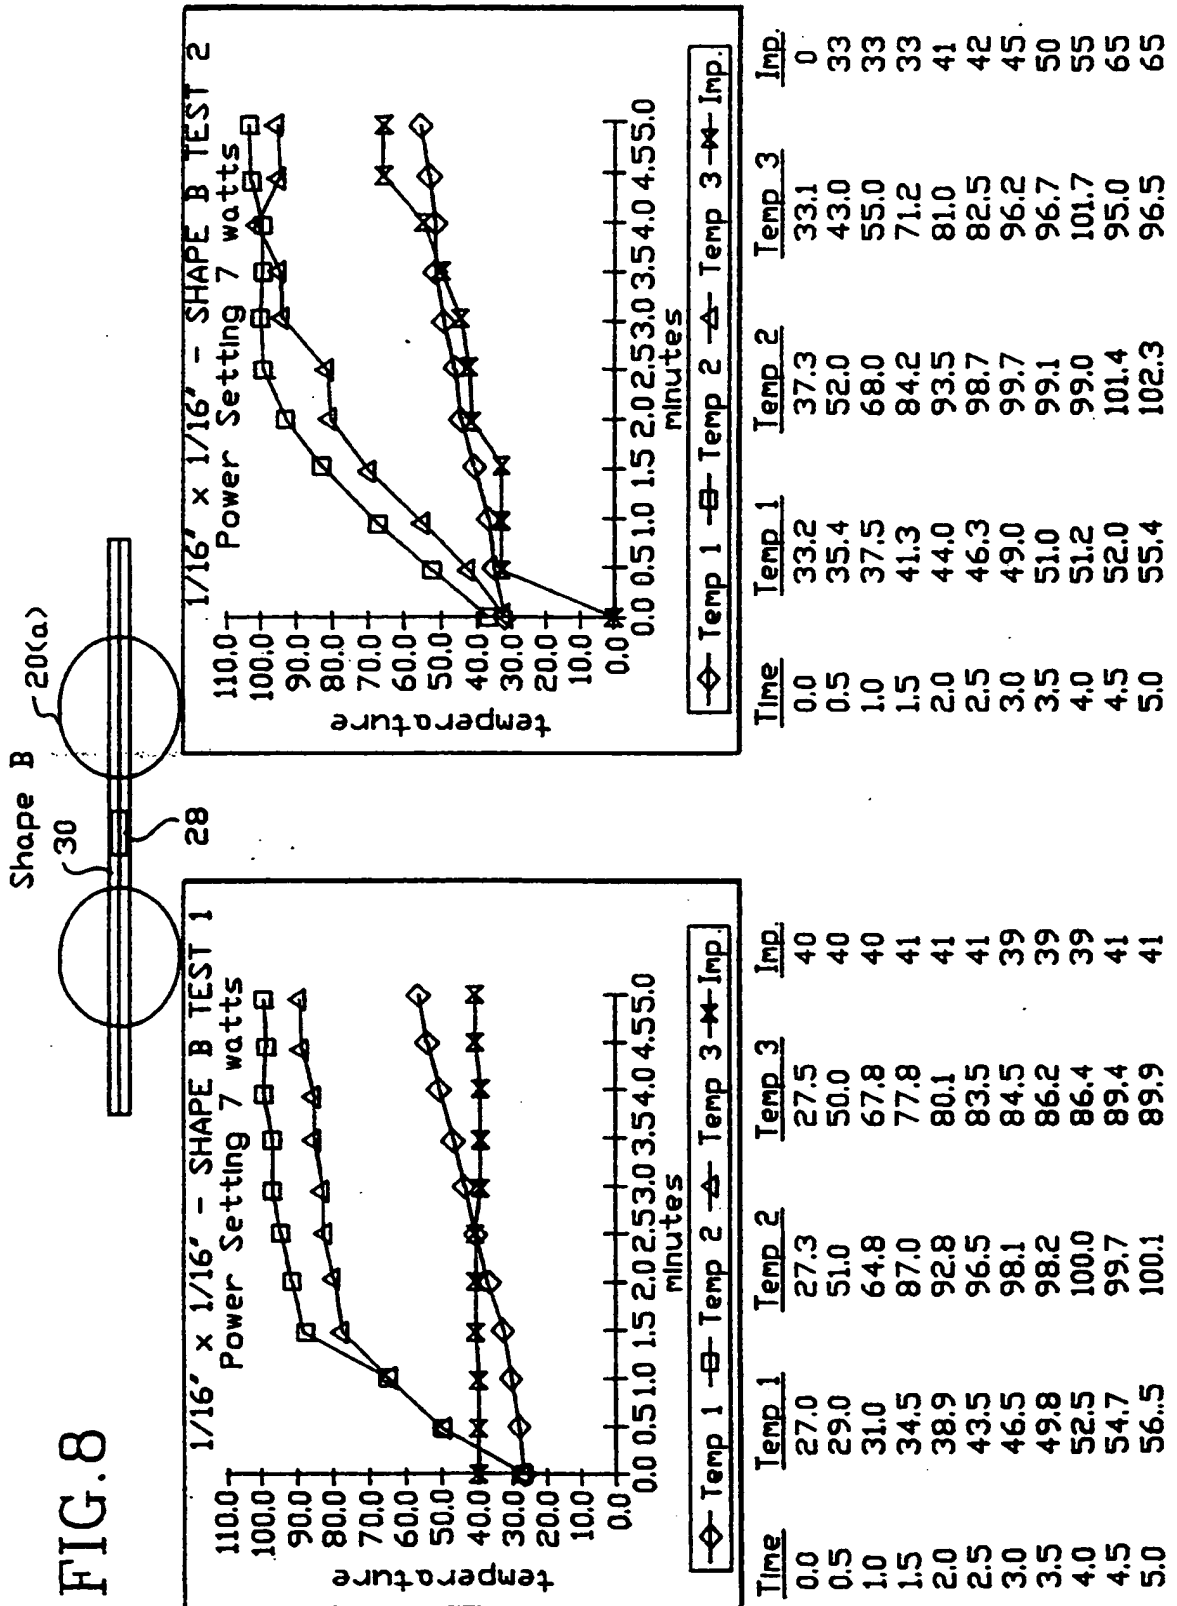 FIG.8
Shape B
30
20(a)
28
1/16" x 1/16" - SHAPE B TEST 1
Power Setting 7 watts
110.0
100.0
90.0
80.0
70.0
60.0
50.0
40.0
30.0
20.0
10.0
0.0
temperature
0.0 0.5 1.0 1.5 2.0 2.5 3.0 3.5 4.0 4.5 5.0
minutes
Temp 1 Temp 2 Temp 3 Imp.
Time Temp 1 Temp 2 Temp 3 Imp.
0.0 27.0 27.3 27.5 40
0.5 29.0 51.0 50.0 40
1.0 31.0 64.8 67.8 40
1.5 34.5 87.0 77.8 41
2.0 38.9 92.8 80.1 41
2.5 43.5 96.5 83.5 41
3.0 46.5 98.1 84.5 39
3.5 49.8 98.2 86.2 39
4.0 52.5 100.0 86.4 39
4.5 54.7 99.7 89.4 41
5.0 56.5 100.1 89.9 41
1/16" x 1/16" - SHAPE B TEST 2
Power Setting 7 watts
110.0
100.0
90.0
80.0
70.0
60.0
50.0
40.0
30.0
20.0
10.0
0.0
temperature
0.0 0.5 1.0 1.5 2.0 2.5 3.0 3.5 4.0 4.5 5.0
minutes
Temp 1 Temp 2 Temp 3 Imp.
Time Temp 1 Temp 2 Temp 3 Imp.
0.0 33.2 37.3 33.1 0
0.5 35.4 52.0 43.0 33
1.0 37.5 68.0 55.0 33
1.5 41.3 84.2 71.2 33
2.0 44.0 93.5 81.0 41
2.5 46.3 98.7 82.5 42
3.0 49.0 99.7 96.2 45
3.5 51.0 99.1 96.7 50
4.0 51.2 99.0 101.7 55
4.5 52.0 101.4 95.0 65
5.0 55.4 102.3 96.5 65